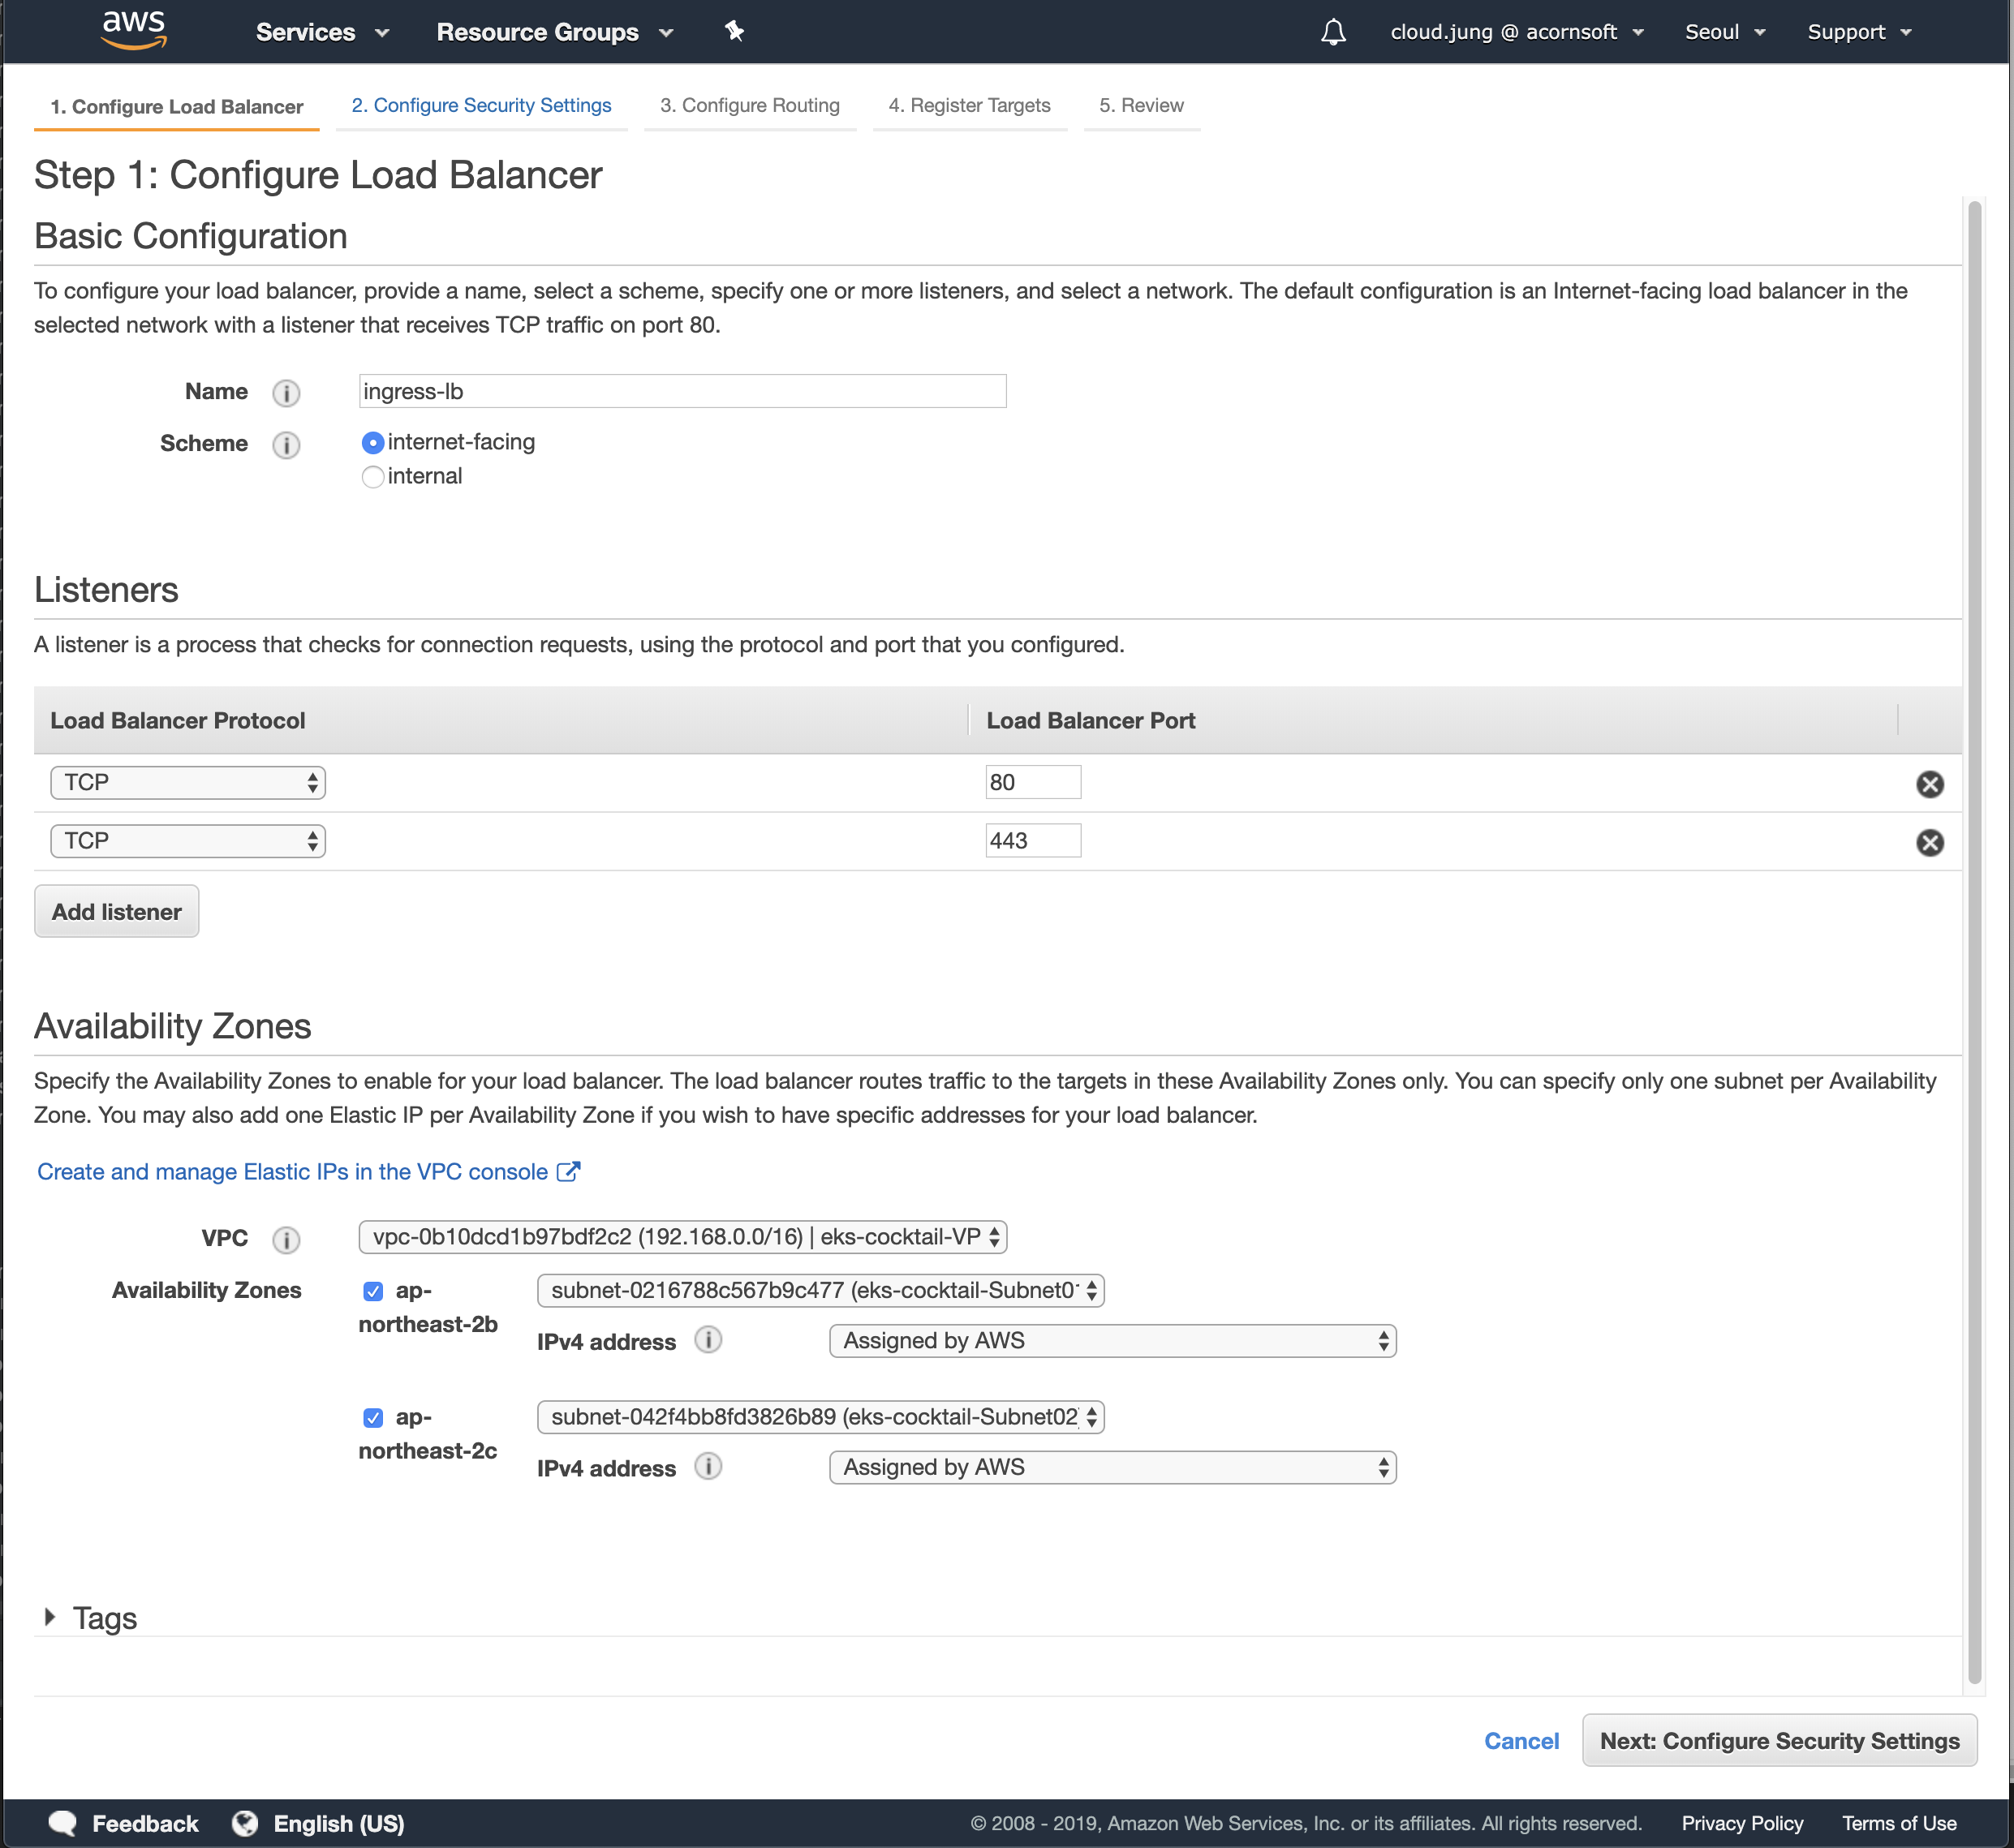 aws Services Resource Groups cloud.jung @ acornsoft Seoul Support
1. Configure Load Balancer 2. Configure Security Settings 3. Configure Routing 4. Register Targets 5. Review
Step 1: Configure Load Balancer
Basic Configuration
To configure your load balancer, provide a name, select a scheme, specify one or more listeners, and select a network. The default configuration is an Internet-facing load balancer in the
selected network with a listener that receives TCP traffic on port 80.
Name i ingress-lb
Scheme i internet-facing
internal
Listeners
A listener is a process that checks for connection requests, using the protocol and port that you configured.
Load Balancer Protocol Load Balancer Port
TCP 80
TCP 443
Add listener
Availability Zones
Specify the Availability Zones to enable for your load balancer. The load balancer routes traffic to the targets in these Availability Zones only. You can specify only one subnet per Availability
Zone. You may also add one Elastic IP per Availability Zone if you wish to have specific addresses for your load balancer.
Create and manage Elastic IPs in the VPC console
VPC i vpc-0b10dcd1b97bdf2c2 (192.168.0.0/16) | eks-cocktail-VP
Availability Zones ap- subnet-0216788c567b9c477 (eks-cocktail-Subnet01
northeast-2b IPv4 address i Assigned by AWS
ap- subnet-042f4bb8fd3826b89 (eks-cocktail-Subnet02)
northeast-2c IPv4 address i Assigned by AWS
Tags
Cancel Next: Configure Security Settings
Feedback English (US) © 2008 - 2019, Amazon Web Services, Inc. or its affiliates. All rights reserved. Privacy Policy Terms of Use